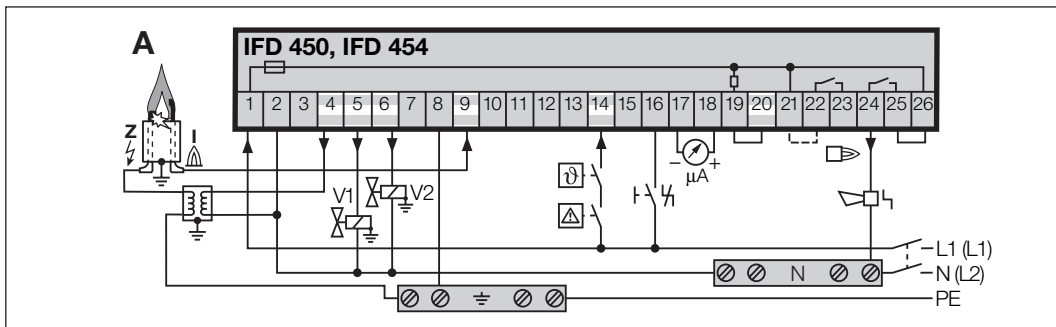 A
IFD 450, IFD 454
1 2 3 4 5 6 7 8 9 10 11 12 13 14 15 16 17 18 19 20 21 22 23 24 25 26
Z I
V1
V2
ϑ
− +
µA
L1 (L1)
N
N (L2)
PE